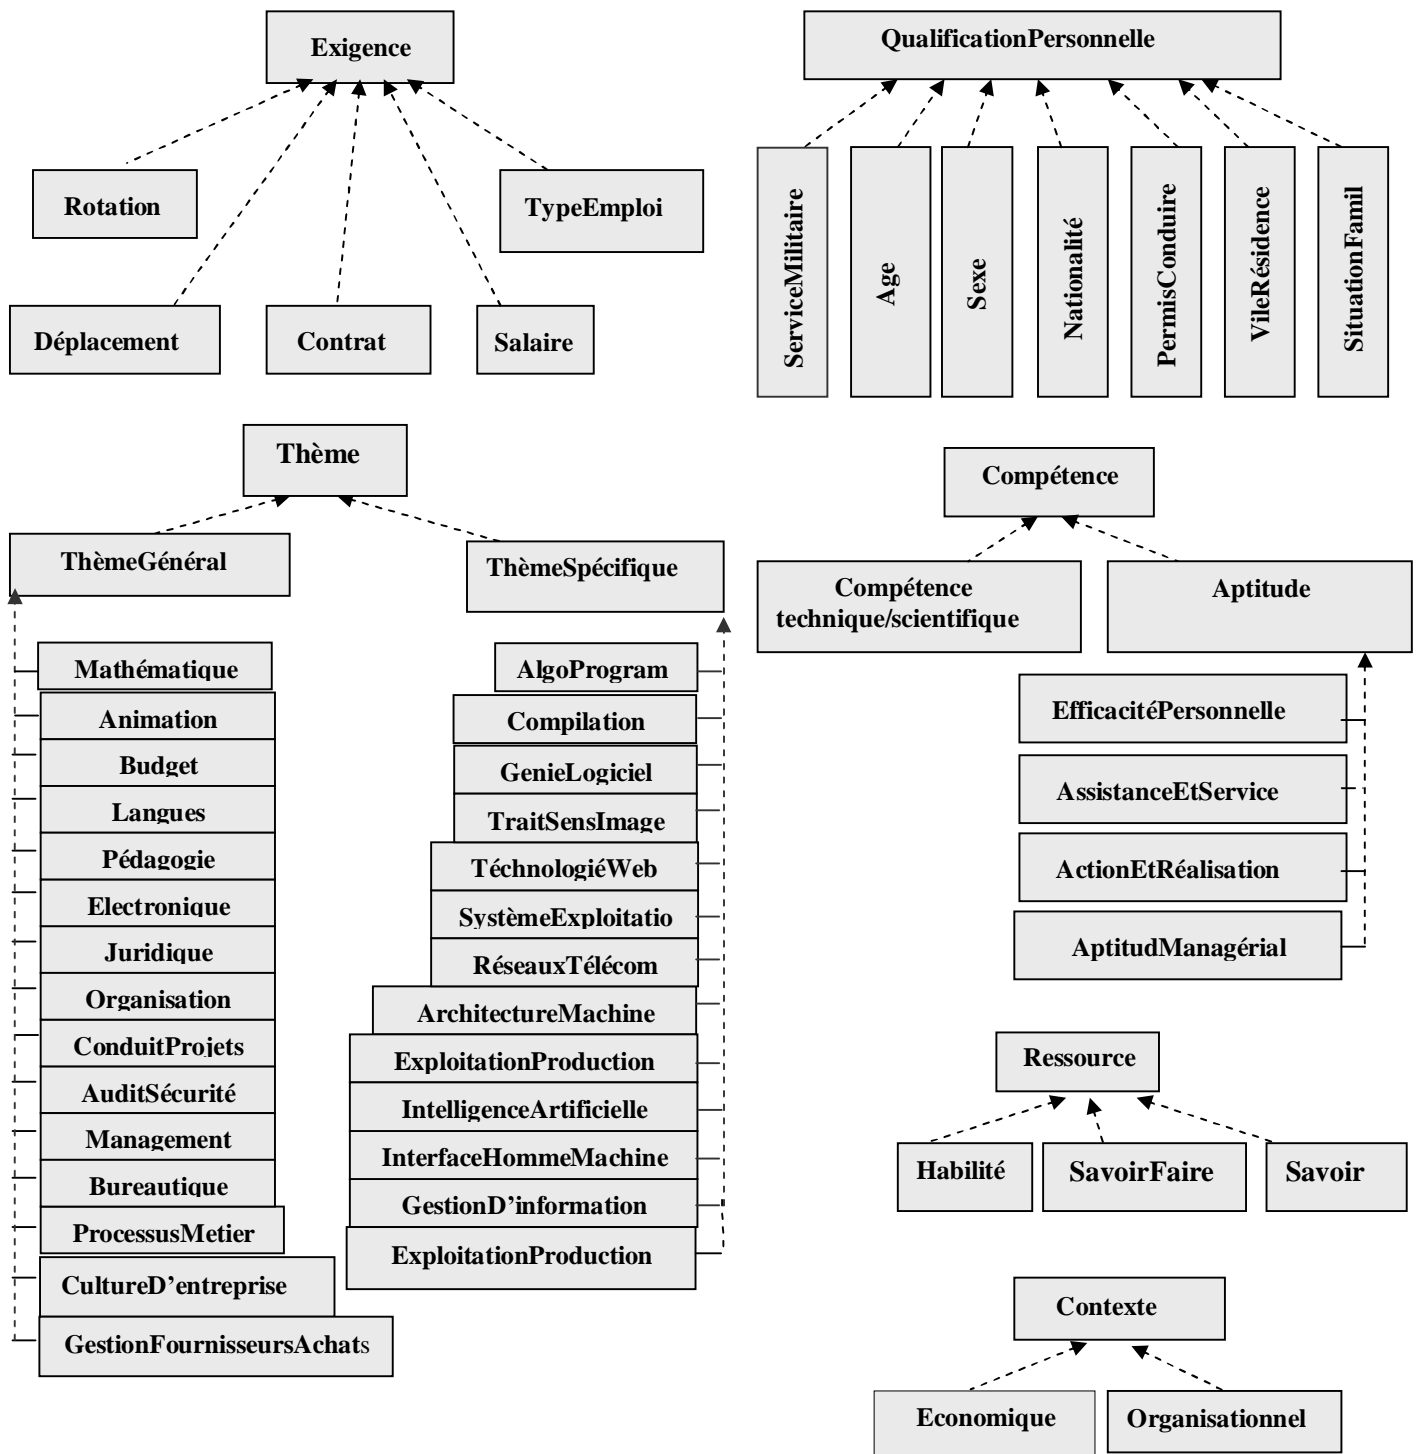 Exigence
Rotation
TypeEmploi
Déplacement
Contrat
Salaire
QualificationPersonnelle
ServiceMilitaire
Age
Sexe
Nationalité
PermisConduire
VileRésidence
SituationFamil
Thème
ThèmeGénéral
ThèmeSpécifique
Mathématique
Animation
Budget
Langues
Pédagogie
Electronique
Juridique
Organisation
ConduitProjets
AuditSécurité
Management
Bureautique
ProcessusMetier
CultureD’entreprise
GestionFournisseursAchats
AlgoProgram
Compilation
GenieLogiciel
TraitSensImage
TéchnologiéWeb
SystèmeExploitatio
RéseauxTélécom
ArchitectureMachine
ExploitationProduction
IntelligenceArtificielle
InterfaceHommeMachine
GestionD’information
ExploitationProduction
Compétence
Compétence
technique/scientifique
Aptitude
EfficacitéPersonnelle
AssistanceEtService
ActionEtRéalisation
AptitudManagérial
Ressource
Habilité
SavoirFaire
Savoir
Contexte
Economique
Organisationnel